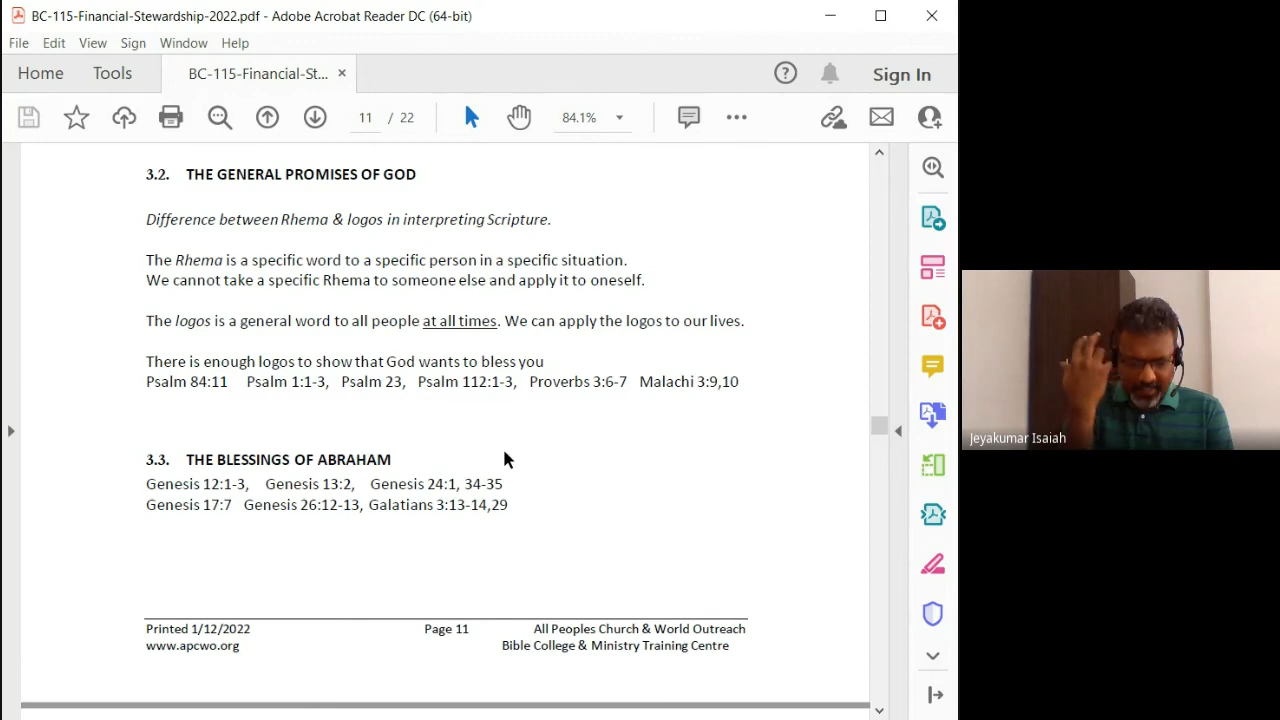 BC-115-Financial-Stewardship-2022.pdf - Adobe Acrobat Reader DC (64-bit)
File Edit View Sign Window Help
Home Tools BC-115-Financial-St... × Sign In
11 / 22 84.1%
3.2. THE GENERAL PROMISES OF GOD
Difference between Rhema & logos in interpreting Scripture.
The Rhema is a specific word to a specific person in a specific situation.
We cannot take a specific Rhema to someone else and apply it to oneself.
The logos is a general word to all people at all times. We can apply the logos to our lives.
There is enough logos to show that God wants to bless you
Psalm 84:11 Psalm 1:1-3, Psalm 23, Psalm 112:1-3, Proverbs 3:6-7 Malachi 3:9,10
3.3. THE BLESSINGS OF ABRAHAM
Genesis 12:1-3, Genesis 13:2, Genesis 24:1, 34-35
Genesis 17:7 Genesis 26:12-13, Galatians 3:13-14,29
Printed 1/12/2022 Page 11 All Peoples Church & World Outreach
www.apcwo.org Bible College & Ministry Training Centre
Jeyakumar Isaiah